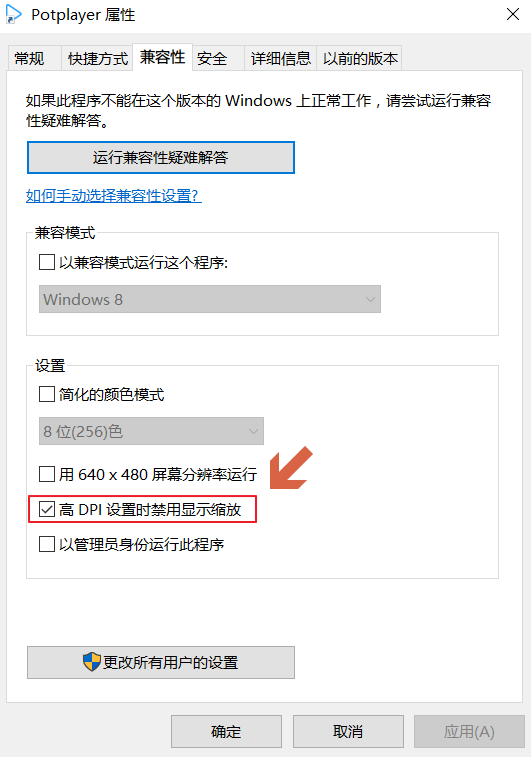 Potplayer 属性
常规
快捷方式
兼容性
安全
详细信息
以前的版本
如果此程序不能在这个版本的 Windows 上正常工作，请尝试运行兼容
性疑难解答。
运行兼容性疑难解答
如何手动选择兼容性设置?
兼容模式
以兼容模式运行这个程序:
Windows 8
设置
简化的颜色模式
8 位(256)色
用 640 x 480 屏幕分辨率运行
高 DPI 设置时禁用显示缩放
以管理员身份运行此程序
更改所有用户的设置
确定
取消
应用(A)